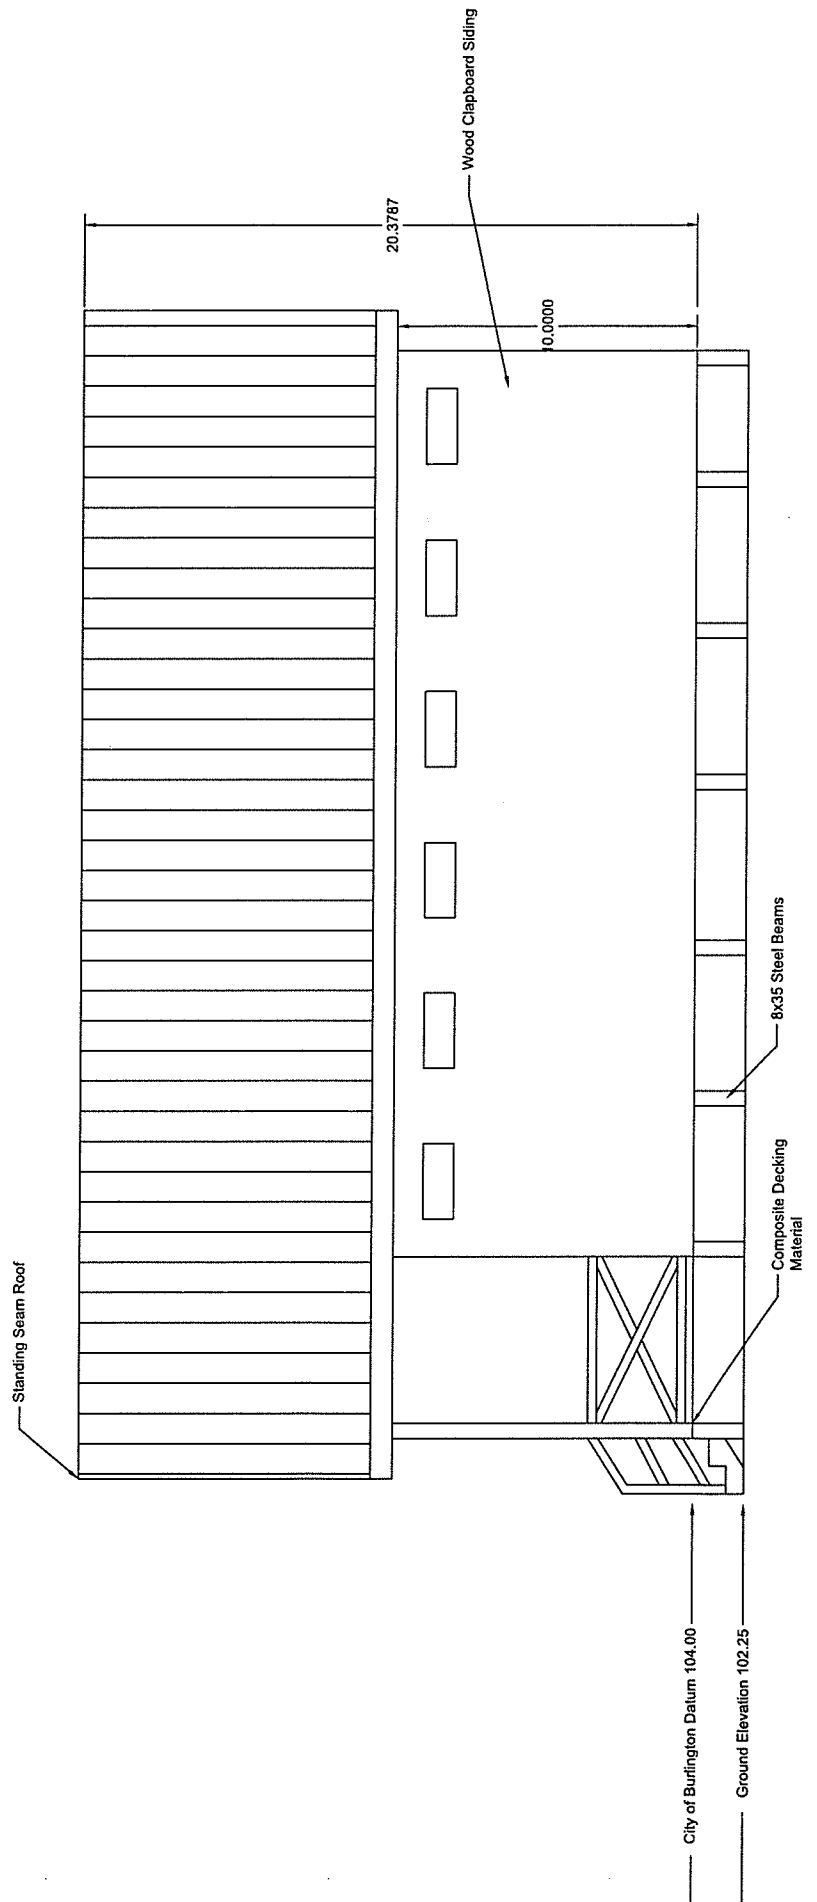 Standing Seam Roof
Wood Clapboard Siding
20.3787
10.0000
8x35 Steel Beams
Composite Decking
Material
City of Burlington Datum 104.00
Ground Elevation 102.25